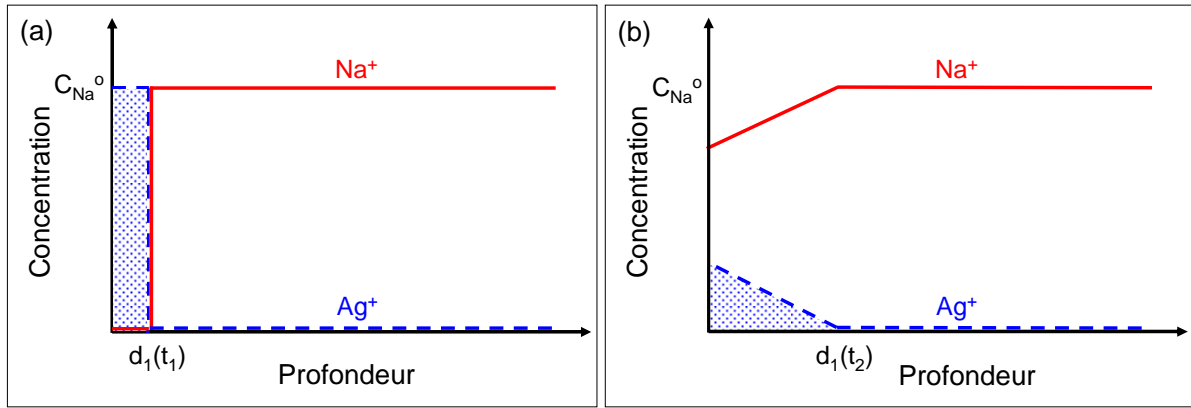 (a)
Na⁺
C_Na°
Concentration
Ag⁺
d₁(t₁)
Profondeur
(b)
Na⁺
C_Na°
Concentration
Ag⁺
d₁(t₂)
Profondeur